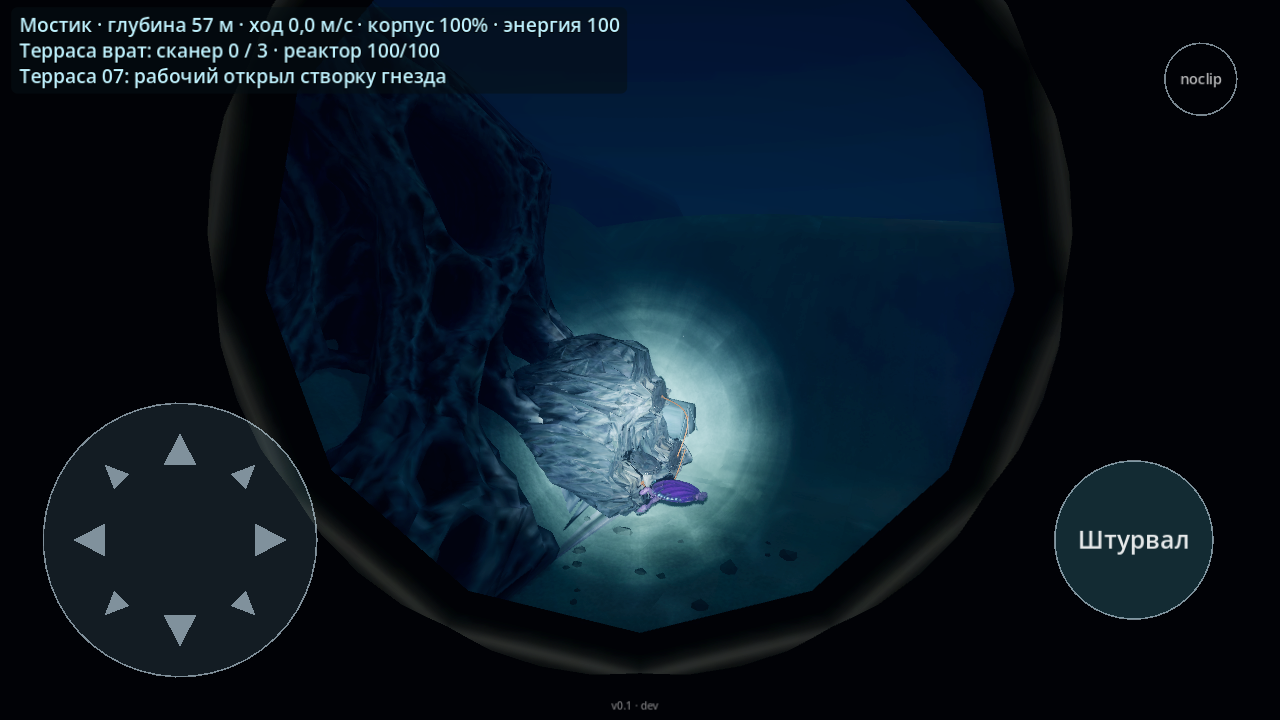 Мостик · глубина 57 м · ход 0,0 м/с · корпус 100% · энергия 100
Терраса врат: сканер 0 / 3 · реактор 100/100
Терраса 07: рабочий открыл створку гнезда
noclip
Штурвал
v0.1 · dev